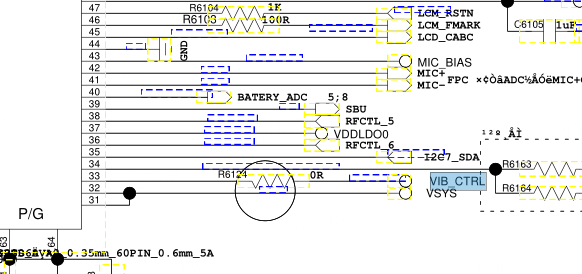 47
R6104
1K
LCM_RSTN
46
R6103
100R
LCM_FMARK
C6105
1uF
45
LCD_CABC
44
GND
43
MIC_BIAS
42
MIC+
41
MIC-
FPC
40
BATERY_ADC
5;8
39
SBU
38
RFCTL_5
37
VDDLDO0
36
RFCTL_6
35
I2C7_SDA
34
R6163
33
R6124
0R
VIB_CTRL
32
VSYS
R6164
31
P/G
63
64
0.35mm_60PIN_0.6mm_5A